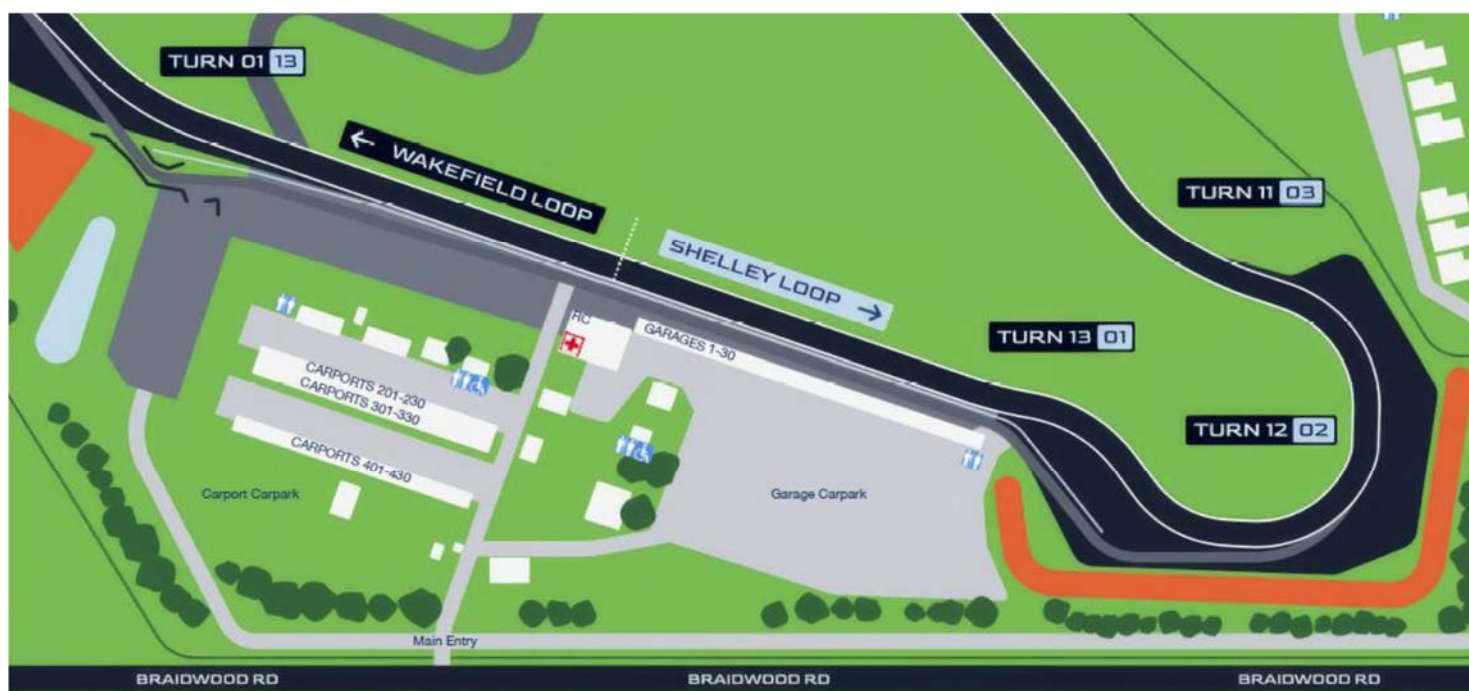 TURN 01 13
← WAKEFIELD LOOP
SHELLEY LOOP →
TURN 11 03
TURN 13 01
TURN 12 02
RC
GARAGES 1-30
CARPORTS 201-230
CARPORTS 301-330
CARPORTS 401-430
Carport Carpark
Garage Carpark
Main Entry
BRAIDWOOD RD
BRAIDWOOD RD
BRAIDWOOD RD